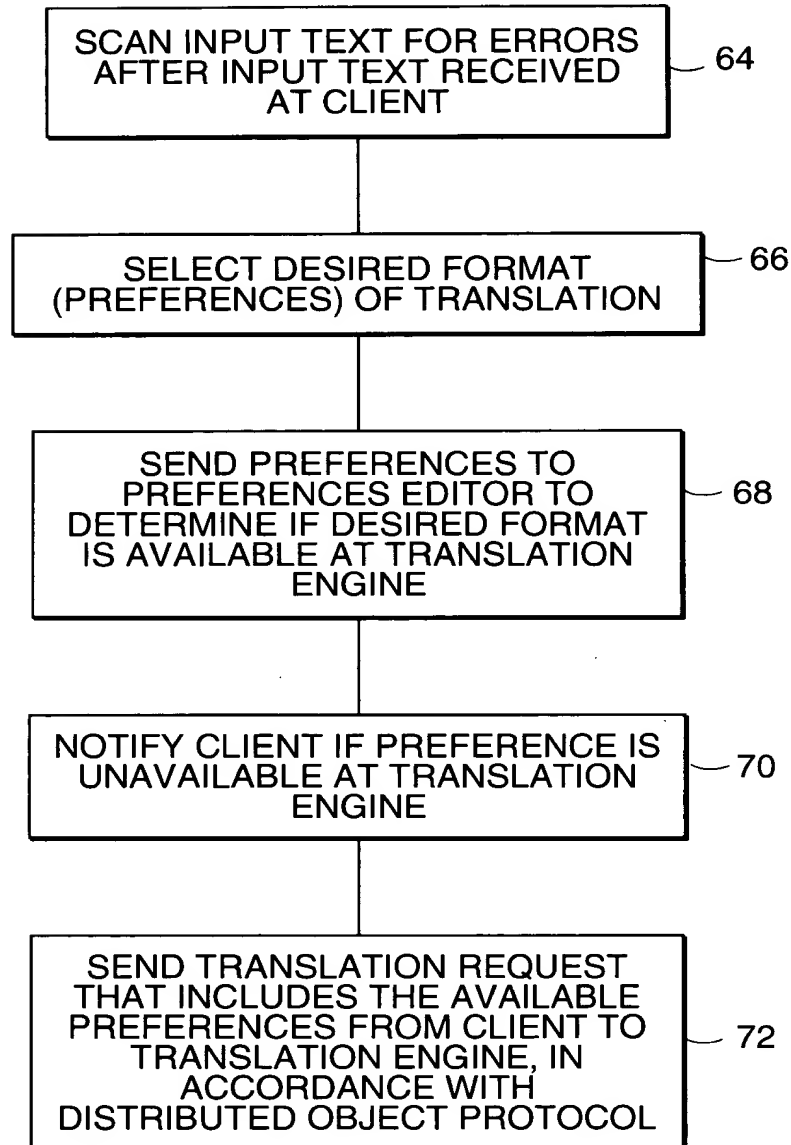 SCAN INPUT TEXT FOR ERRORS
AFTER INPUT TEXT RECEIVED
AT CLIENT
64
SELECT DESIRED FORMAT
(PREFERENCES) OF TRANSLATION
66
SEND PREFERENCES TO
PREFERENCES EDITOR TO
DETERMINE IF DESIRED FORMAT
IS AVAILABLE AT TRANSLATION
ENGINE
68
NOTIFY CLIENT IF PREFERENCE IS
UNAVAILABLE AT TRANSLATION
ENGINE
70
SEND TRANSLATION REQUEST
THAT INCLUDES THE AVAILABLE
PREFERENCES FROM CLIENT TO
TRANSLATION ENGINE, IN
ACCORDANCE WITH
DISTRIBUTED OBJECT PROTOCOL
72